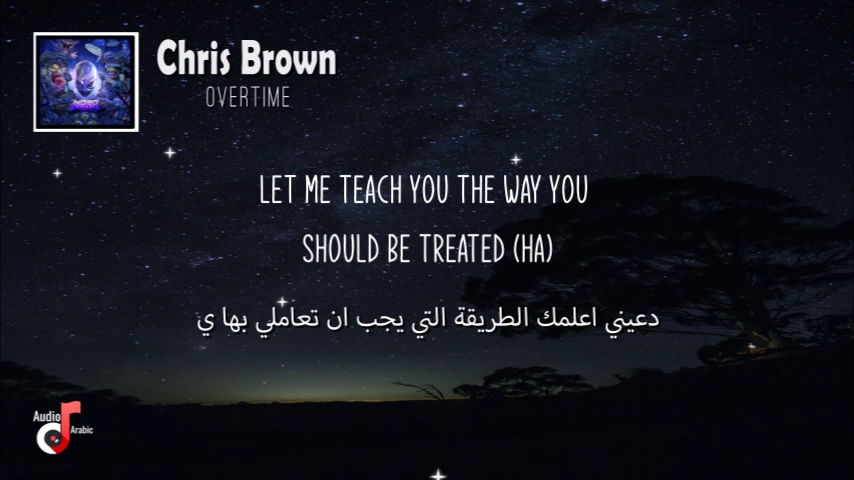 Chris Brown
OVERTIME
LET ME TEACH YOU THE WAY YOU
SHOULD BE TREATED (HA)
دعيني اعلمك الطريقة التي يجب ان تعاملي بها ي
Audio
Arabic